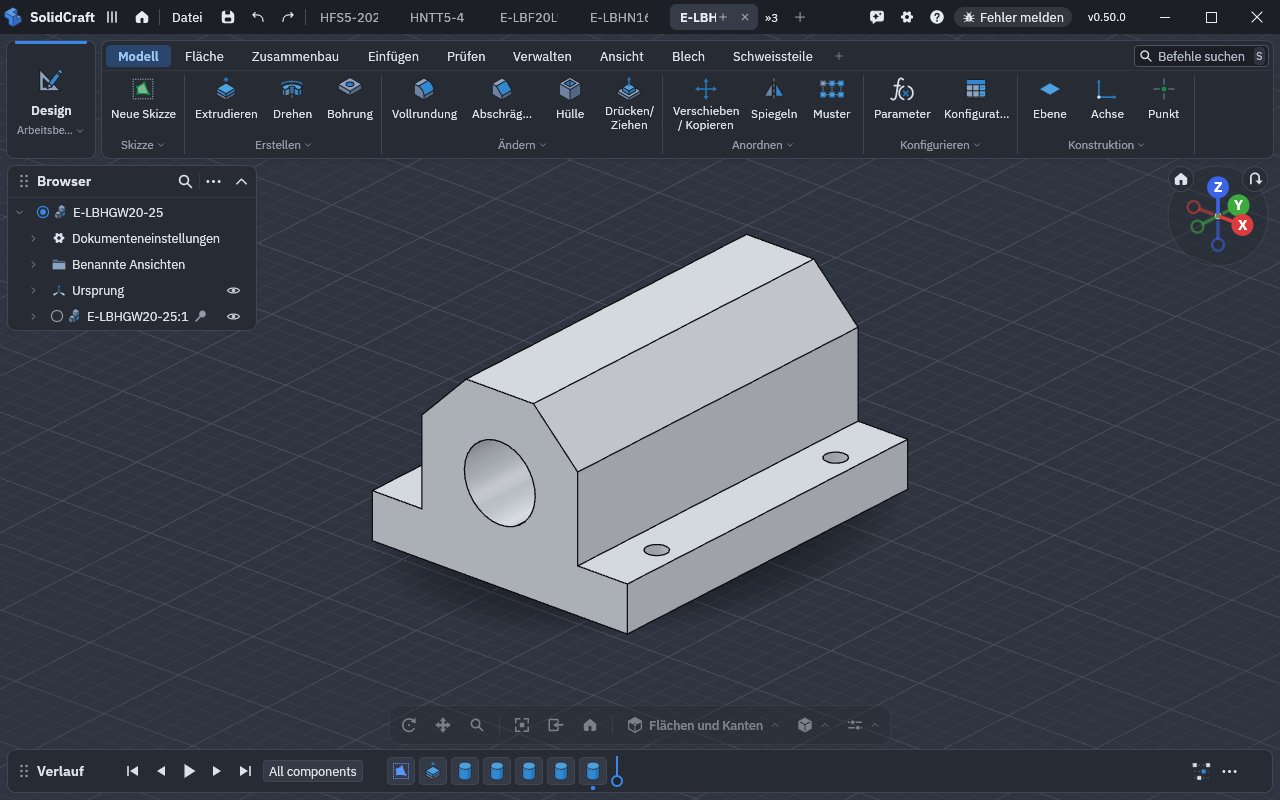 SolidCraft
Datei
HFS5-202
HNTT5-4
E-LBF20L
E-LBHN16
E-LBH
»3
Fehler melden
v0.50.0
Design
Arbeitsbe...
Modell
Fläche
Zusammenbau
Einfügen
Prüfen
Verwalten
Ansicht
Blech
Schweissteile
Befehle suchen
S
Neue Skizze
Extrudieren
Drehen
Bohrung
Vollrundung
Abschräg...
Hülle
Drücken/
Ziehen
Verschieben
/ Kopieren
Spiegeln
Muster
Parameter
Konfigurat...
Ebene
Achse
Punkt
Skizze
Erstellen
Ändern
Anordnen
Konfigurieren
Konstruktion
Browser
E-LBHGW20-25
Dokumenteneinstellungen
Benannte Ansichten
Ursprung
E-LBHGW20-25:1
Z
Y
X
Flächen und Kanten
Verlauf
All components